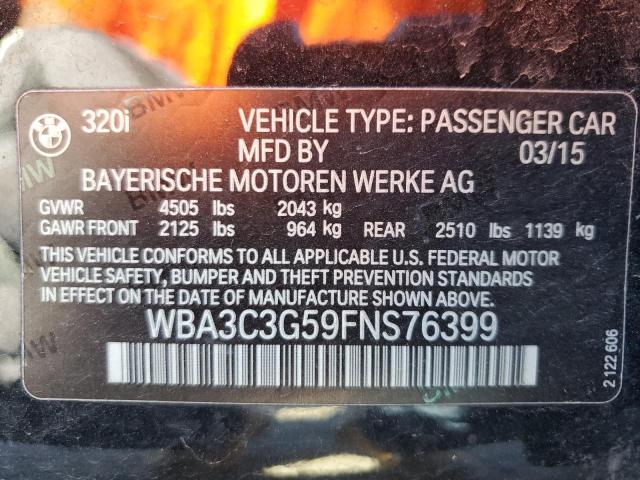 320i VEHICLE TYPE: PASSENGER CAR
MFD BY 03/15
BAYERISCHE MOTOREN WERKE AG
GVWR 4505 lbs 2043 kg
GAWR FRONT 2125 lbs 964 kg REAR 2510 lbs 1139 kg
THIS VEHICLE CONFORMS TO ALL APPLICABLE U.S. FEDERAL MOTOR
VEHICLE SAFETY, BUMPER AND THEFT PREVENTION STANDARDS
IN EFFECT ON THE DATE OF MANUFACTURE SHOWN ABOVE.
WBA3C3G59FNS76399
2 122 606